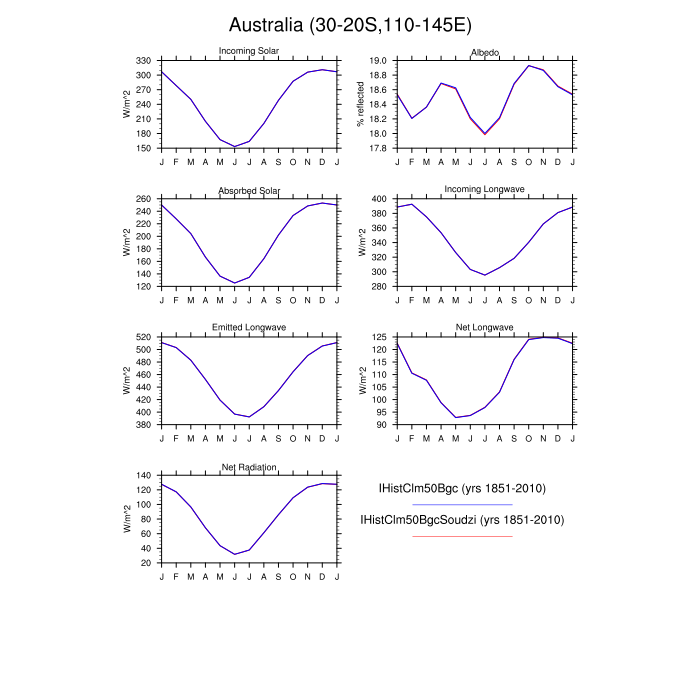 Australia (30-20S,110-145E)
Incoming Solar
W/m^2
330
300
270
240
210
180
150
J F M A M J J A S O N D J
Albedo
% reflected
19.0
18.8
18.6
18.4
18.2
18.0
17.8
J F M A M J J A S O N D J
Absorbed Solar
W/m^2
260
240
220
200
180
160
140
120
J F M A M J J A S O N D J
Incoming Longwave
W/m^2
400
380
360
340
320
300
280
J F M A M J J A S O N D J
Emitted Longwave
W/m^2
520
500
480
460
440
420
400
380
J F M A M J J A S O N D J
Net Longwave
W/m^2
125
120
115
110
105
100
95
90
J F M A M J J A S O N D J
Net Radiation
W/m^2
140
120
100
80
60
40
20
J F M A M J J A S O N D J
IHistClm50Bgc (yrs 1851-2010)
IHistClm50BgcSoudzi (yrs 1851-2010)